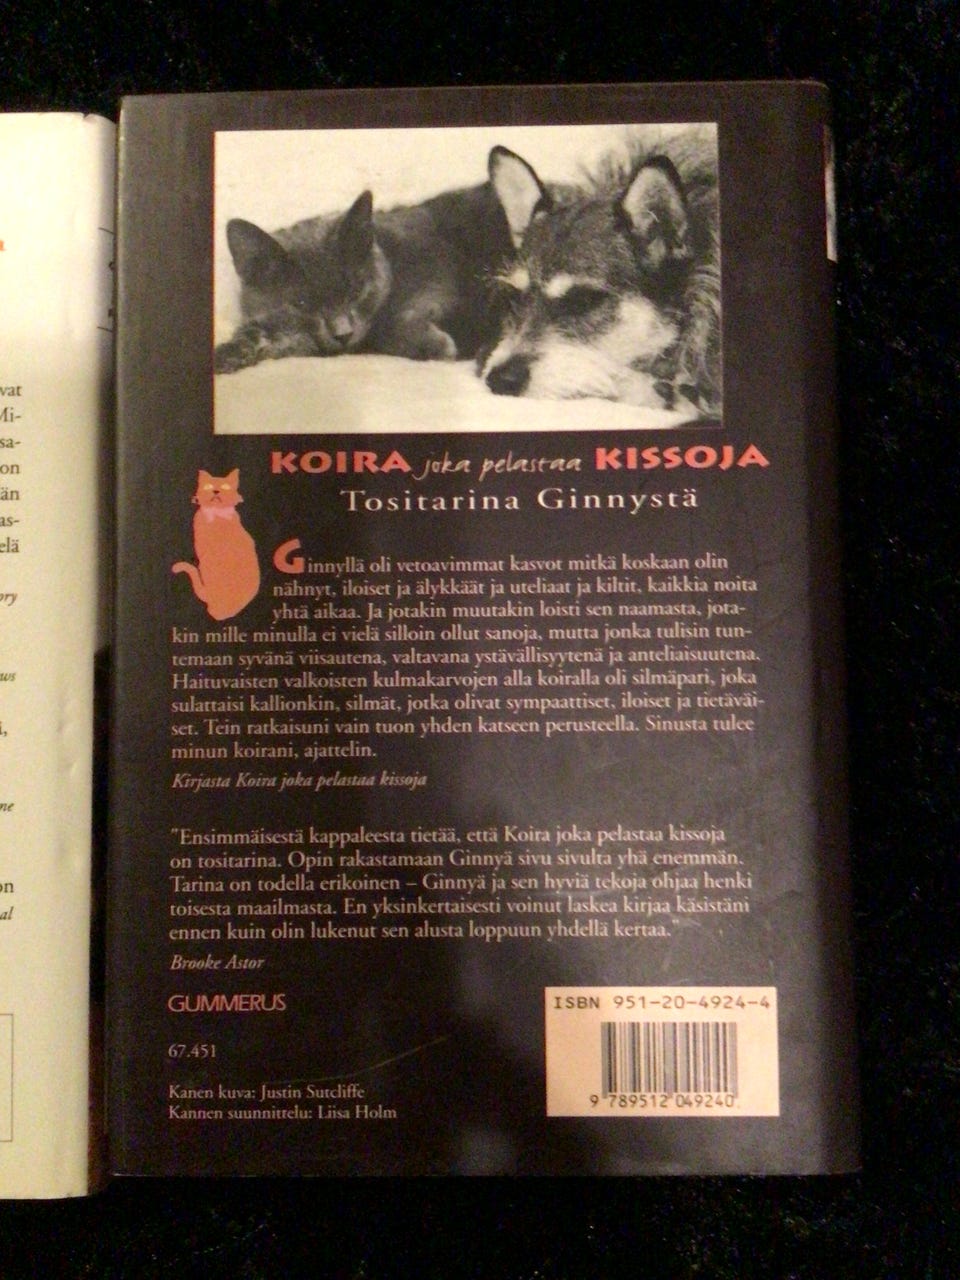 vat
Mi-
sa-
on
än
as-
elä
ory
ws
ne
on
al
KOIRA joka pelastaa KISSOJA
Tositarina Ginnystä
Ginnyllä oli vetoavimmat kasvot mitkä koskaan olin
nähnyt, iloiset ja älykkäät ja uteliaat ja kiltit, kaikkia noita
yhtä aikaa. Ja jotakin muutakin loisti sen naamasta, jota-
kin mille minulla ei vielä silloin ollut sanoja, mutta jonka tulisin tun-
temaan syvänä viisautena, valtavana ystävällisyytenä ja anteliaisuutena.
Haituvaisten valkoisten kulmakarvojen alla koiralla oli silmäpari, joka
sulattaisi kallionkin, silmät, jotka olivat sympaattiset, iloiset ja tietäväi-
set. Tein ratkaisuni vain tuon yhden katseen perusteella. Sinusta tulee
minun koirani, ajattelin.
Kirjasta Koira joka pelastaa kissoja
"Ensimmäisestä kappaleesta tietää, että Koira joka pelastaa kissoja
on tositarina. Opin rakastamaan Ginnyä sivu sivulta yhä enemmän.
Tarina on todella erikoinen – Ginnyä ja sen hyviä tekoja ohjaa henki
toisesta maailmasta. En yksinkertaisesti voinut laskea kirjaa käsistäni
ennen kuin olin lukenut sen alusta loppuun yhdellä kertaa."
Brooke Astor
GUMMERUS
67.451
Kanen kuva: Justin Sutcliffe
Kannen suunnittelu: Liisa Holm
ISBN 951-20-4924-4
9 789512 049240